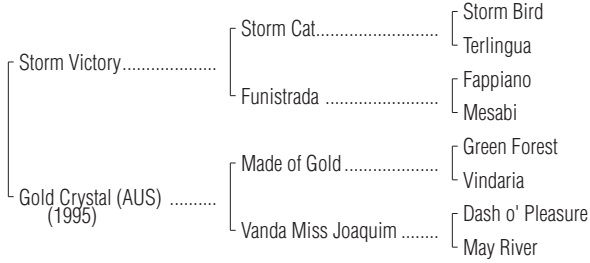 Storm Bird
Storm Cat..........................
Terlingua
Storm Victory....................
Fappiano
Funistrada ........................
Mesabi
Green Forest
Made of Gold....................
Vindaria
Gold Crystal (AUS) ..........
(1995)
Dash o' Pleasure
Vanda Miss Joaquim ........
May River